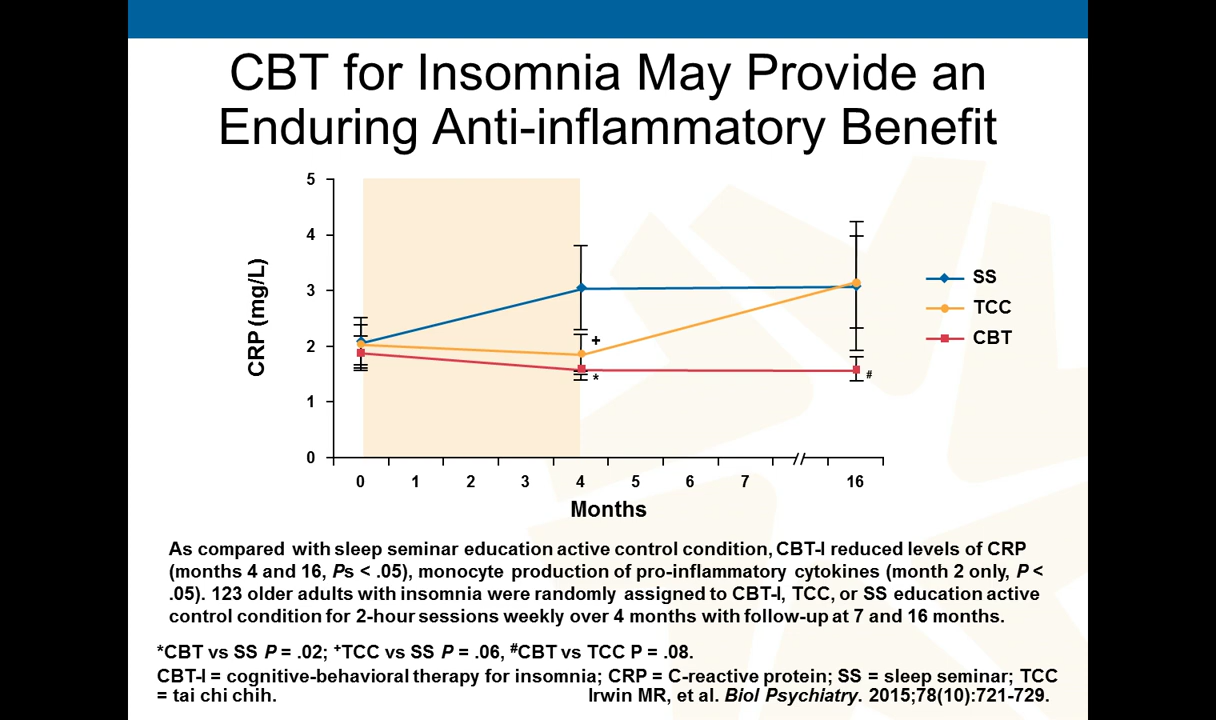 CBT for Insomnia May Provide an
Enduring Anti-inflammatory Benefit
5
4
3
2
1
0
CRP (mg/L)
+
*
#
SS
TCC
CBT
0 1 2 3 4 5 6 7 16
Months
As compared with sleep seminar education active control condition, CBT-I reduced levels of CRP
(months 4 and 16, Ps < .05), monocyte production of pro-inflammatory cytokines (month 2 only, P <
.05). 123 older adults with insomnia were randomly assigned to CBT-I, TCC, or SS education active
control condition for 2-hour sessions weekly over 4 months with follow-up at 7 and 16 months.
*CBT vs SS P = .02; +TCC vs SS P = .06, #CBT vs TCC P = .08.
CBT-I = cognitive-behavioral therapy for insomnia; CRP = C-reactive protein; SS = sleep seminar; TCC
= tai chi chih. Irwin MR, et al. Biol Psychiatry. 2015;78(10):721-729.